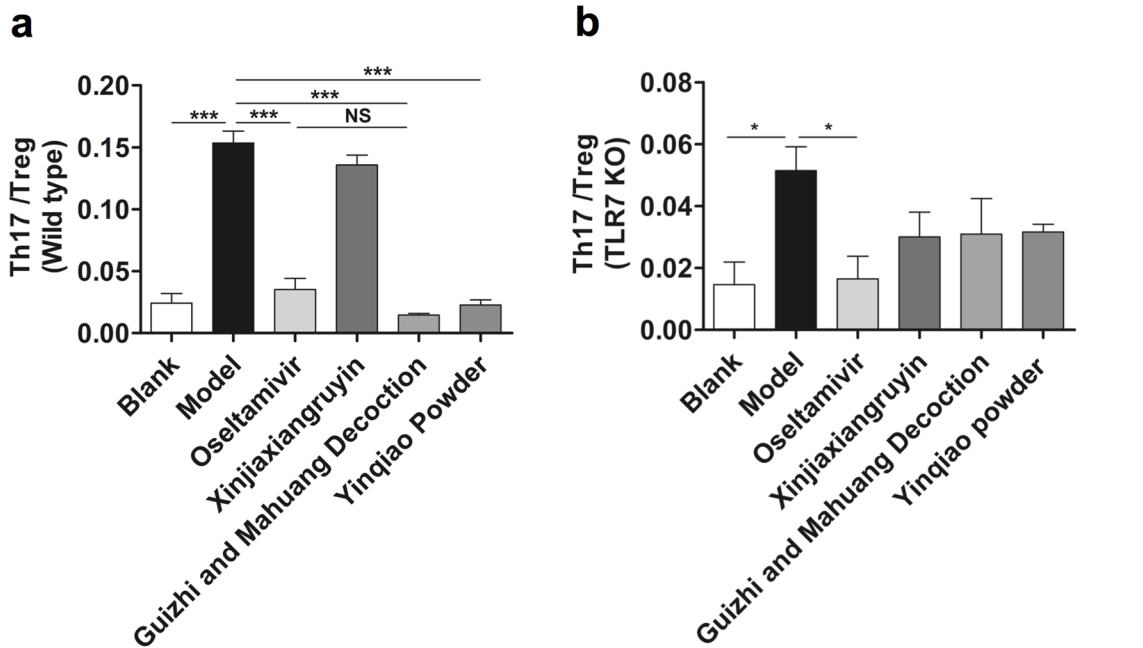 a
***
***
*** *** NS
0.20
0.15
0.10
0.05
0.00
Th17 /Treg
(Wild type)
Blank
Model
Oseltamivir
Xinjiaxiangruyin
Guizhi and Mahuang Decoction
Yinqiao Powder
b
* *
0.08
0.06
0.04
0.02
0.00
Th17 /Treg
(TLR7 KO)
Blank
Model
Oseltamivir
Xinjiaxiangruyin
Guizhi and Mahuang Decoction
Yinqiao powder